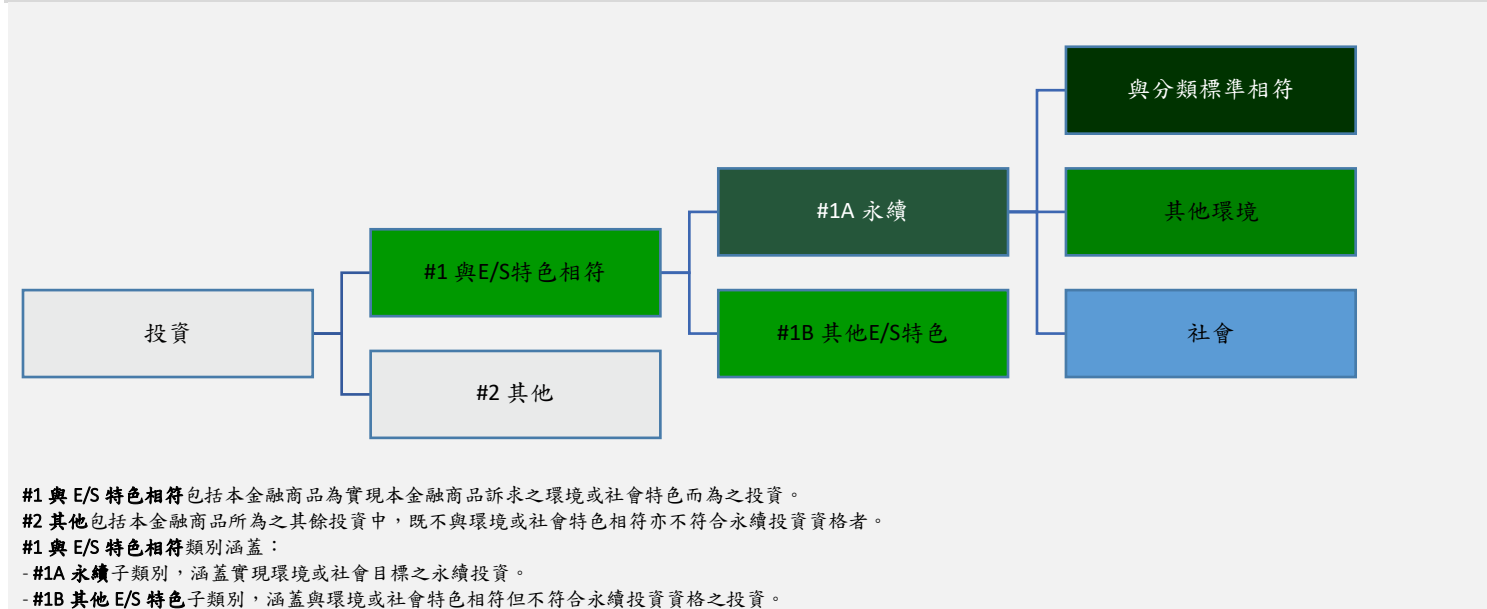 與分類標準相符
#1A 永續
其他環境
#1 與E/S特色相符
投資
#1B 其他E/S特色
社會
#2 其他
#1 與 E/S 特色相符包括本金融商品為實現本金融商品訴求之環境或社會特色而為之投資。
#2 其他包括本金融商品所為之其餘投資中，既不與環境或社會特色相符亦不符合永續投資資格者。
#1 與 E/S 特色相符類別涵蓋：
- #1A 永續子類別，涵蓋實現環境或社會目標之永續投資。
- #1B 其他 E/S 特色子類別，涵蓋與環境或社會特色相符但不符合永續投資資格之投資。